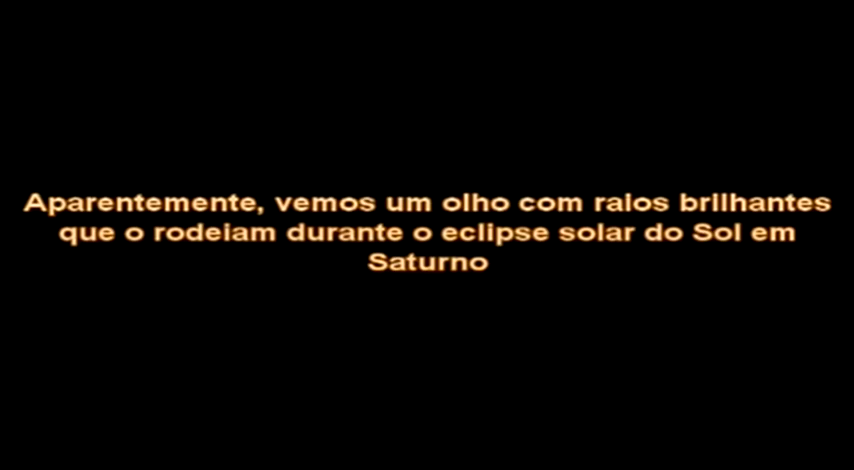 Aparentemente, vemos um olho com raios brilhantes
que o rodeiam durante o eclipse solar do Sol em
Saturno